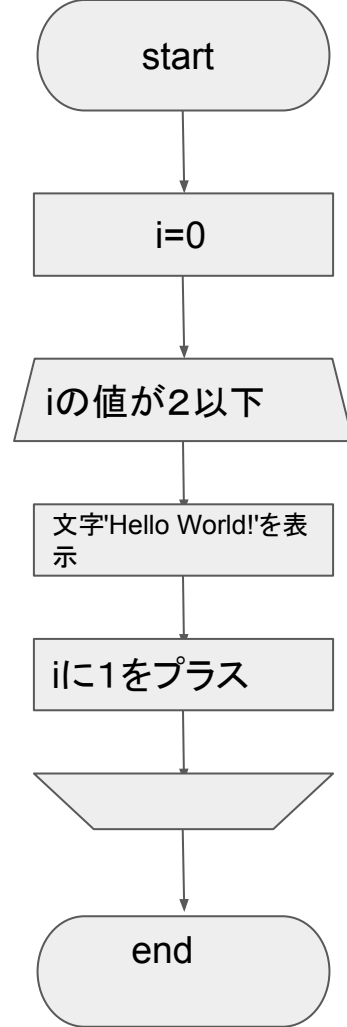 start
i=0
iの値が２以下
文字'Hello World!'を表
示
iに１をプラス
end